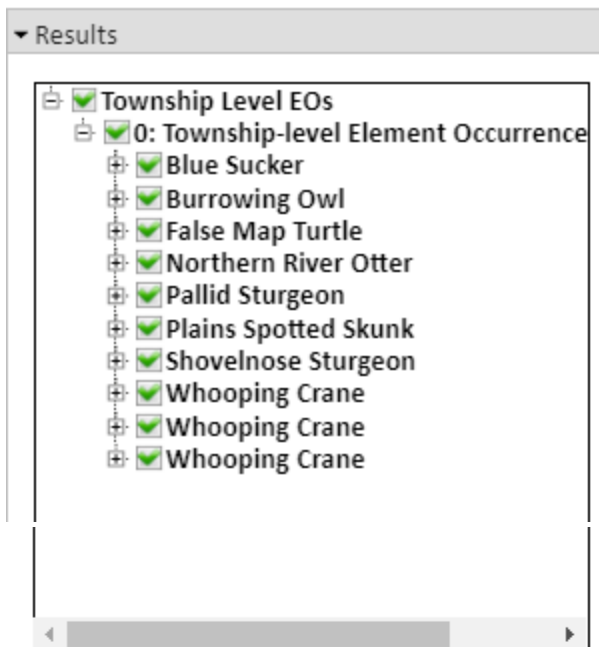 Results
Township Level EOs
0: Township-level Element Occurrence
Blue Sucker
Burrowing Owl
False Map Turtle
Northern River Otter
Pallid Sturgeon
Plains Spotted Skunk
Shovelnose Sturgeon
Whooping Crane
Whooping Crane
Whooping Crane